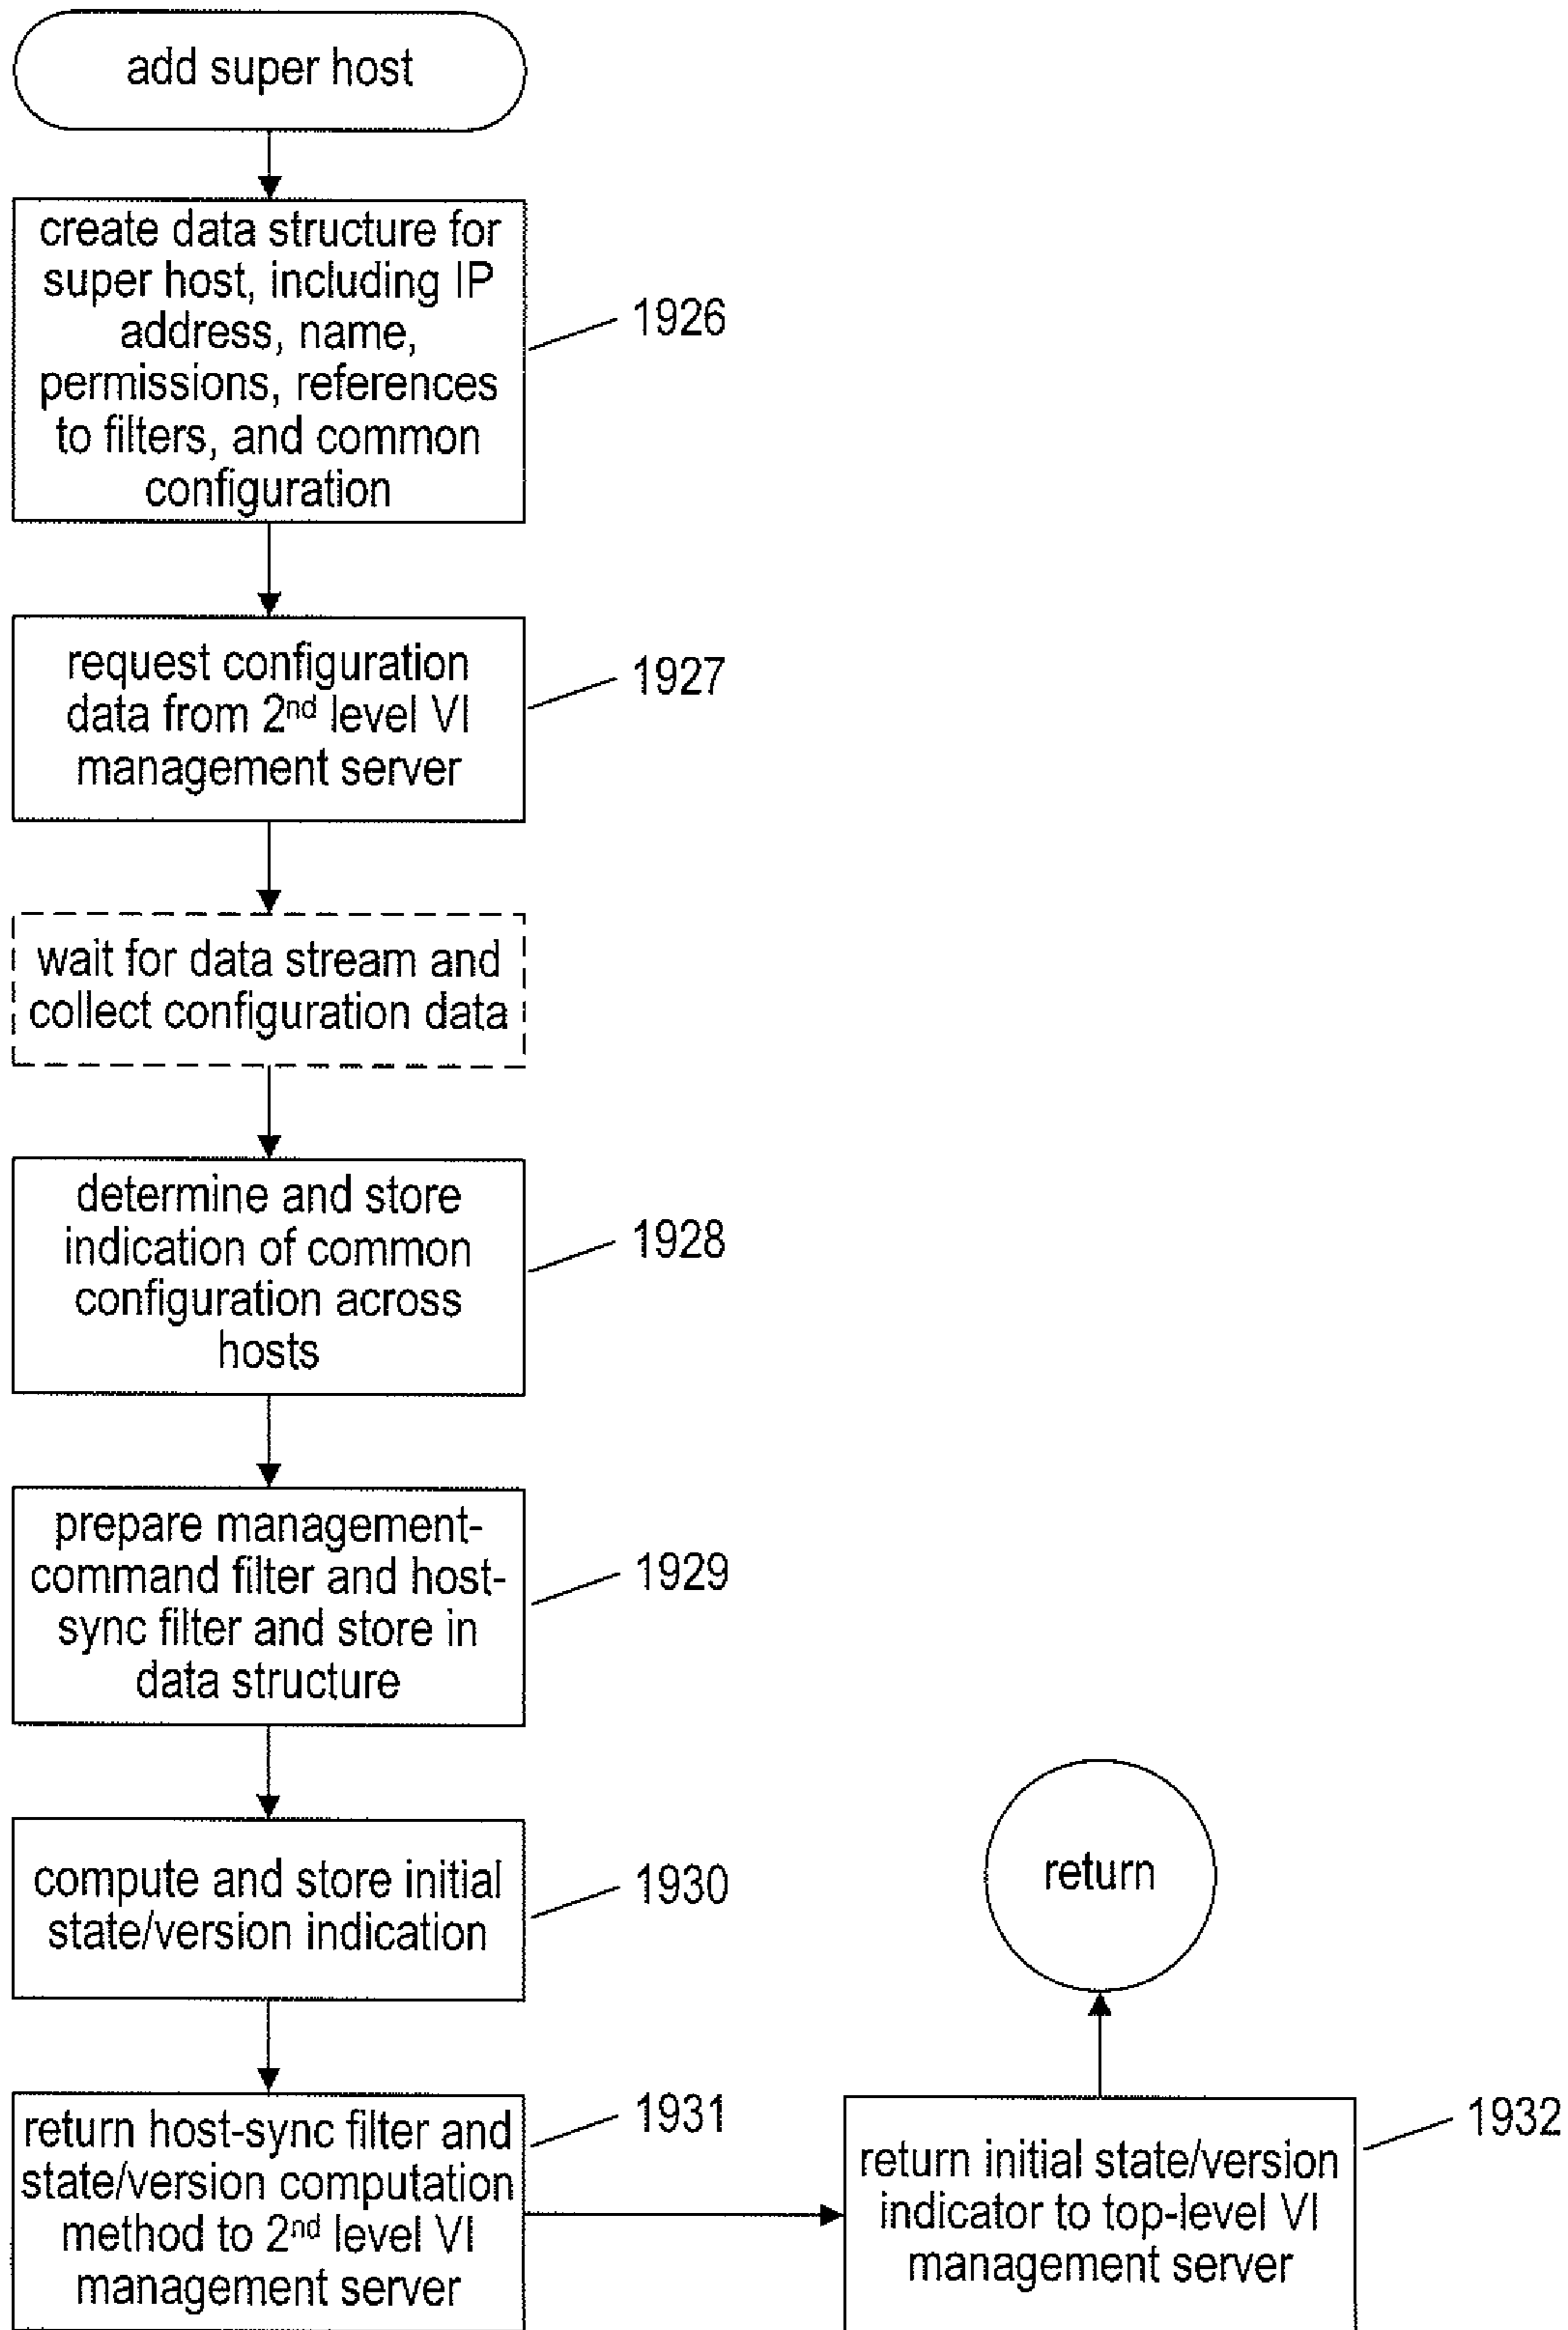 add super host
create data structure for
super host, including IP
address, name,
permissions, references
to filters, and common
configuration
1926
request configuration
data from 2nd level VI
management server
1927
wait for data stream and
collect configuration data
determine and store
indication of common
configuration across
hosts
1928
prepare management-
command filter and host-
sync filter and store in
data structure
1929
compute and store initial
state/version indication
1930
return host-sync filter and
state/version computation
method to 2nd level VI
management server
1931
return initial state/version
indicator to top-level VI
management server
1932
return